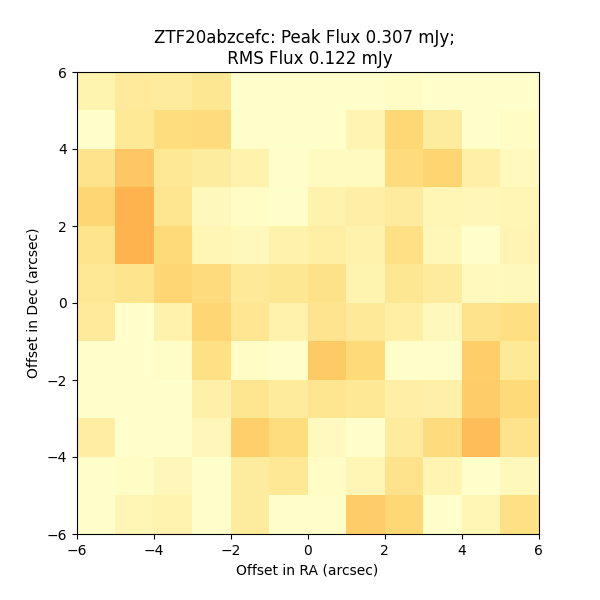 ZTF20abzcefc: Peak Flux 0.307 mJy;
RMS Flux 0.122 mJy
6
4
2
0
−2
−4
−6
Offset in Dec (arcsec)
−6 −4 −2 0 2 4 6
Offset in RA (arcsec)